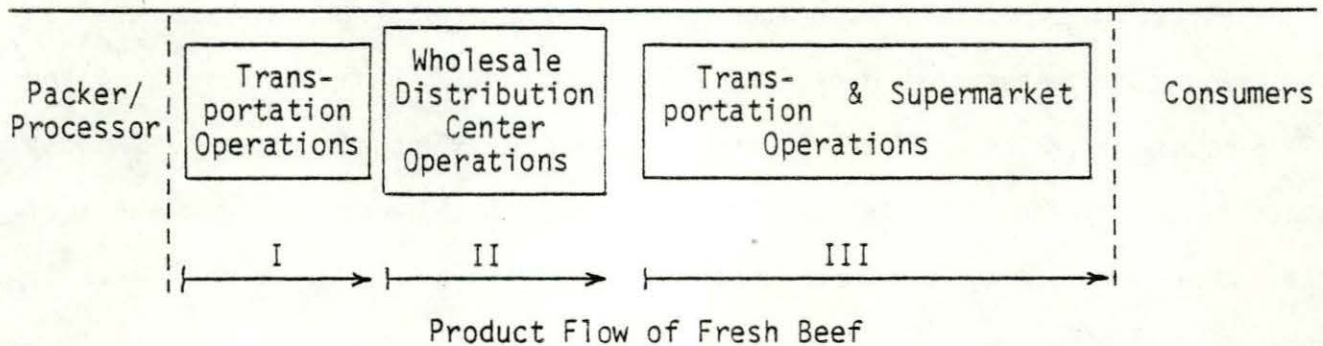 Packer/
Processor
Trans-
portation
Operations
Wholesale
Distribution
Center
Operations
Trans-
portation & Supermarket
Operations
Consumers
I
II
III
Product Flow of Fresh Beef